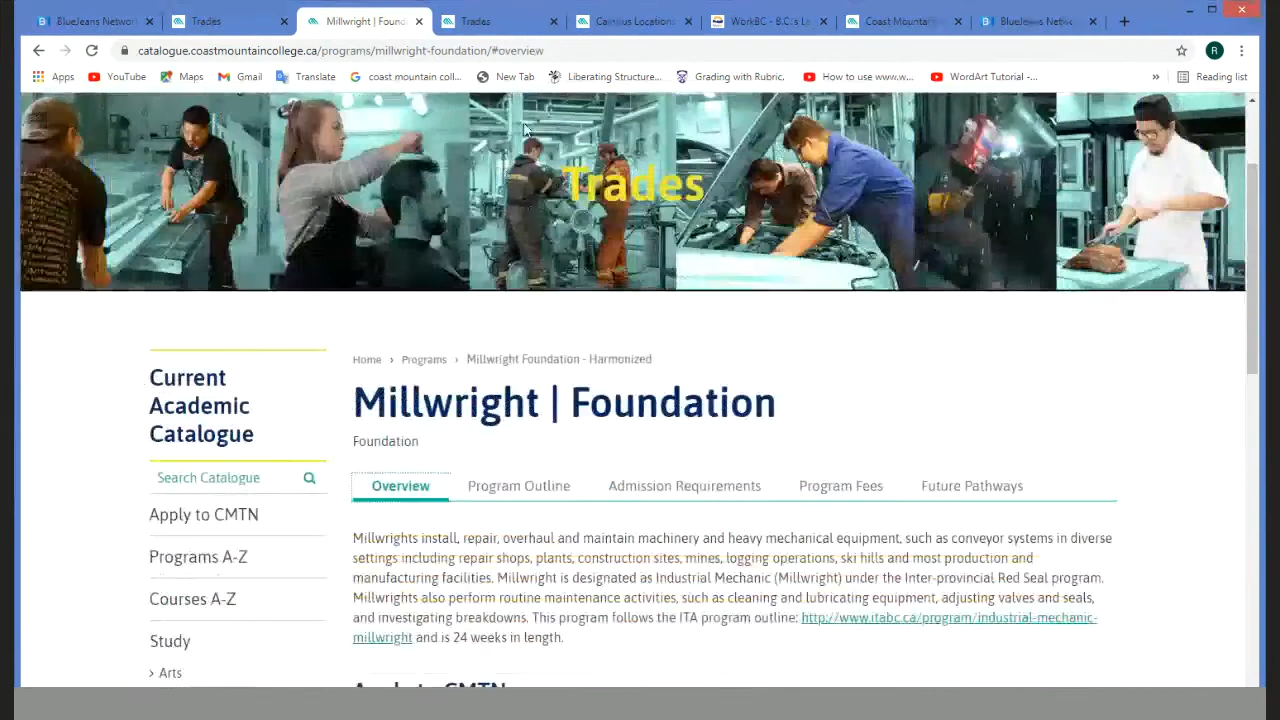 BlueJeans Network
Trades
Millwright | Found
Trades
Campus Locations
WorkBC - B.C.'s L
Coast Mountai
BlueJeans Netw
catalogue.coastmountaincollege.ca/programs/millwright-foundation/#overview
R
Apps
YouTube
Maps
Gmail
Translate
coast mountain coll...
New Tab
Liberating Structure...
Grading with Rubric.
How to use www.w...
WordArt Tutorial -...
»
Reading list
Trades
Home › Programs › Millwright Foundation - Harmonized
Current
Academic
Catalogue
Millwright | Foundation
Foundation
Search Catalogue
Overview
Program Outline
Admission Requirements
Program Fees
Future Pathways
Apply to CMTN
Programs A-Z
Courses A-Z
Study
› Arts
Millwrights install, repair, overhaul and maintain machinery and heavy mechanical equipment, such as conveyor systems in diverse
settings including repair shops, plants, construction sites, mines, logging operations, ski hills and most production and
manufacturing facilities. Millwright is designated as Industrial Mechanic (Millwright) under the Inter-provincial Red Seal program.
Millwrights also perform routine maintenance activities, such as cleaning and lubricating equipment, adjusting valves and seals,
and investigating breakdowns. This program follows the ITA program outline: http://www.itabc.ca/program/industrial-mechanic-
millwright and is 24 weeks in length.
Apply to CMTN